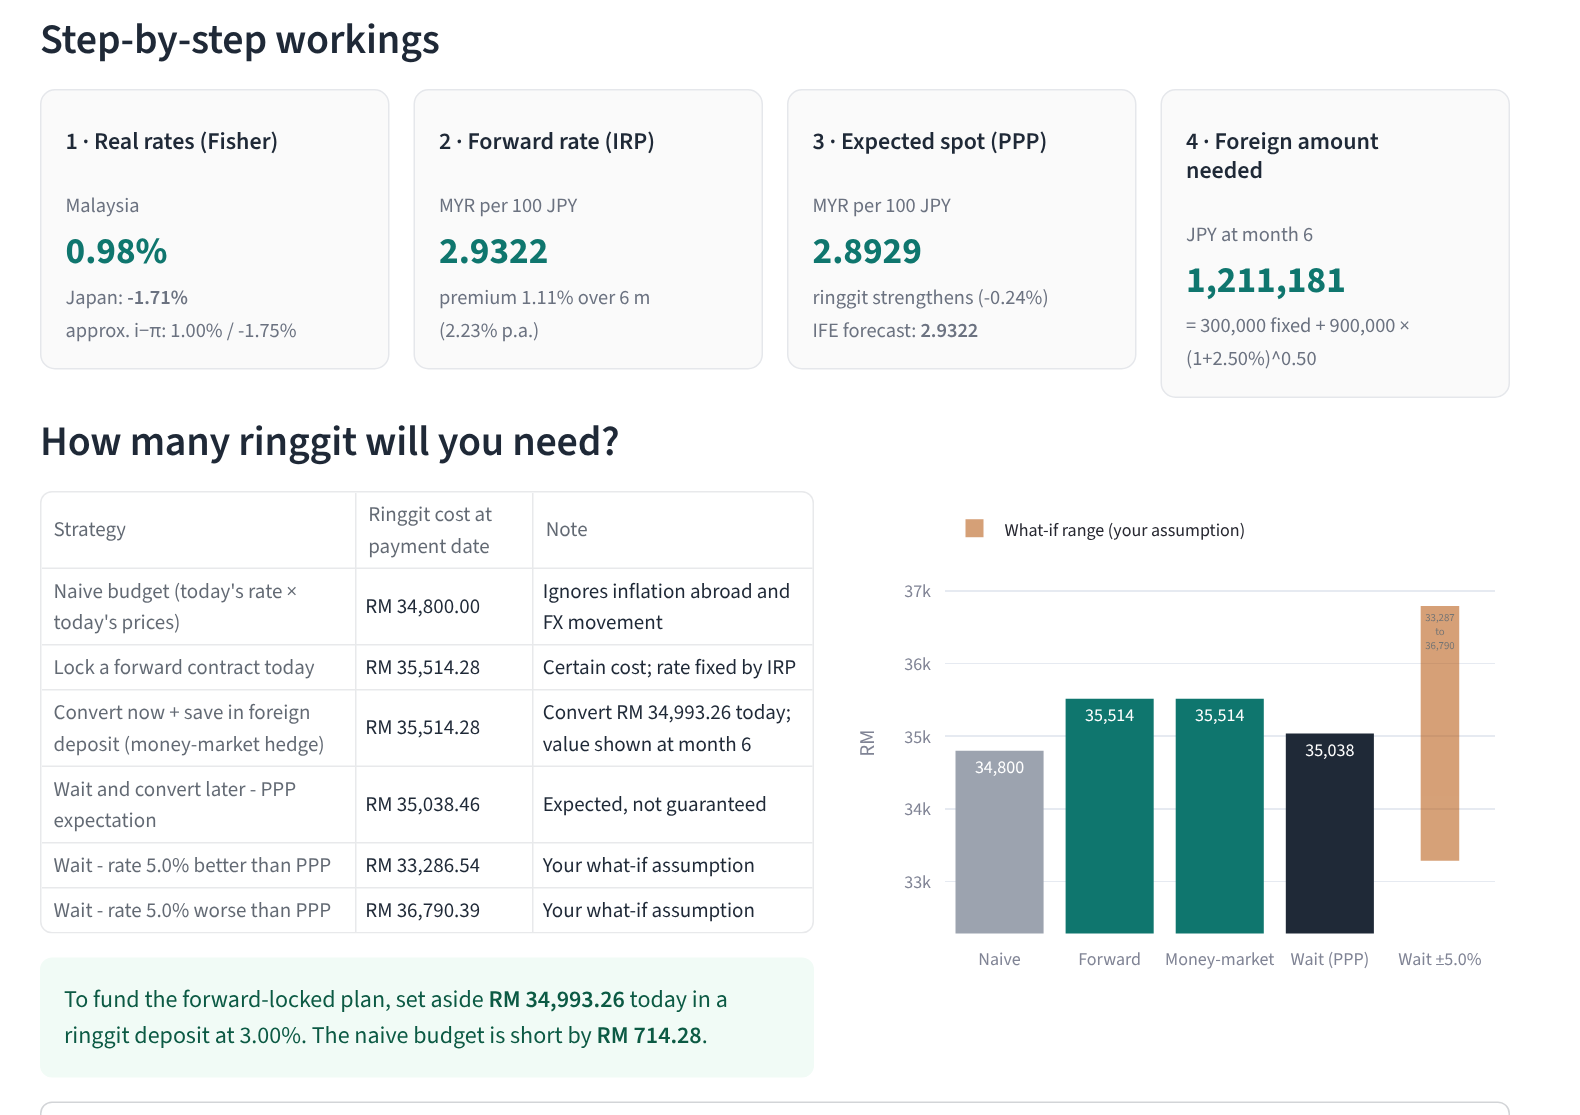 Step-by-step workings
1 · Real rates (Fisher)
Malaysia
0.98%
Japan: -1.71%
approx. i−π: 1.00% / -1.75%
2 · Forward rate (IRP)
MYR per 100 JPY
2.9322
premium 1.11% over 6 m
(2.23% p.a.)
3 · Expected spot (PPP)
MYR per 100 JPY
2.8929
ringgit strengthens (-0.24%)
IFE forecast: 2.9322
4 · Foreign amount
needed
JPY at month 6
1,211,181
= 300,000 fixed + 900,000 ×
(1+2.50%)^0.50
How many ringgit will you need?
Strategy
Ringgit cost at
payment date
Note
Naive budget (today's rate ×
today's prices)
RM 34,800.00
Ignores inflation abroad and
FX movement
Lock a forward contract today
RM 35,514.28
Certain cost; rate fixed by IRP
Convert now + save in foreign
deposit (money-market hedge)
RM 35,514.28
Convert RM 34,993.26 today;
value shown at month 6
Wait and convert later - PPP
expectation
RM 35,038.46
Expected, not guaranteed
Wait - rate 5.0% better than PPP
RM 33,286.54
Your what-if assumption
Wait - rate 5.0% worse than PPP
RM 36,790.39
Your what-if assumption
To fund the forward-locked plan, set aside RM 34,993.26 today in a
ringgit deposit at 3.00%. The naive budget is short by RM 714.28.
What-if range (your assumption)
37k
36k
35k
34k
33k
RM
34,800
35,514
35,514
35,038
33,287
to
36,790
Naive
Forward
Money-market
Wait (PPP)
Wait ±5.0%